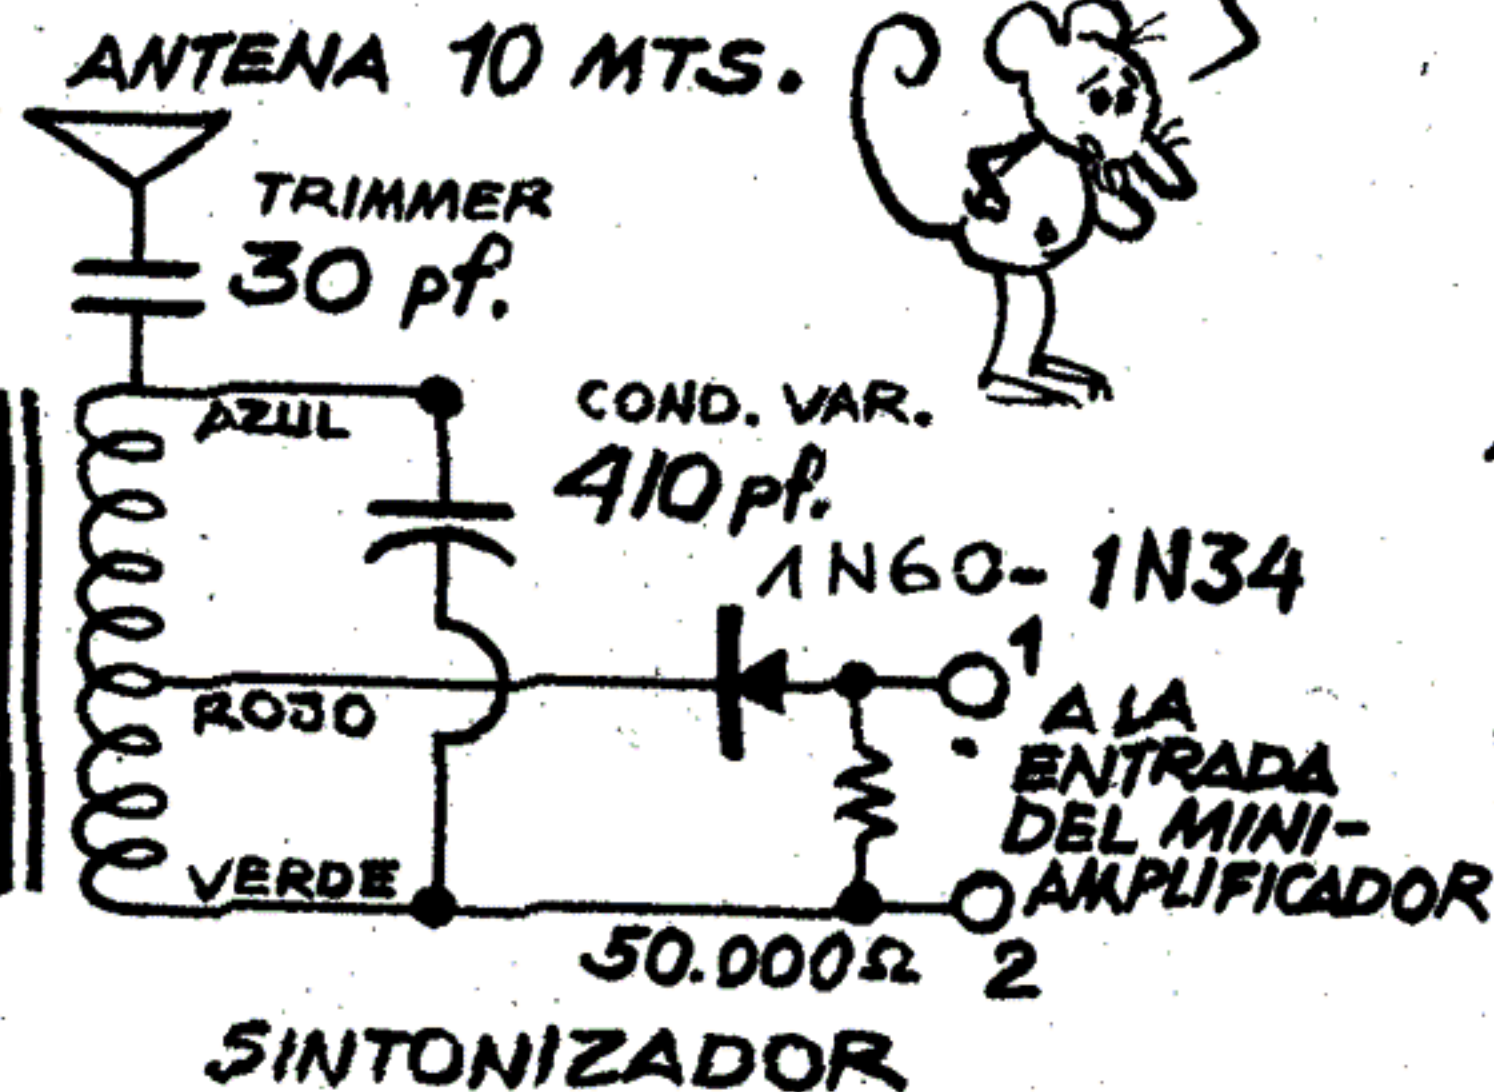 ANTENA 10 MTS.
TRIMMER
30 pf.
AZUL
COND. VAR.
410 pf.
1N60- 1N34
1
ROJO
A LA
ENTRADA
DEL MINI-
AMPLIFICADOR
VERDE
50.000Ω
2
SINTONIZADOR